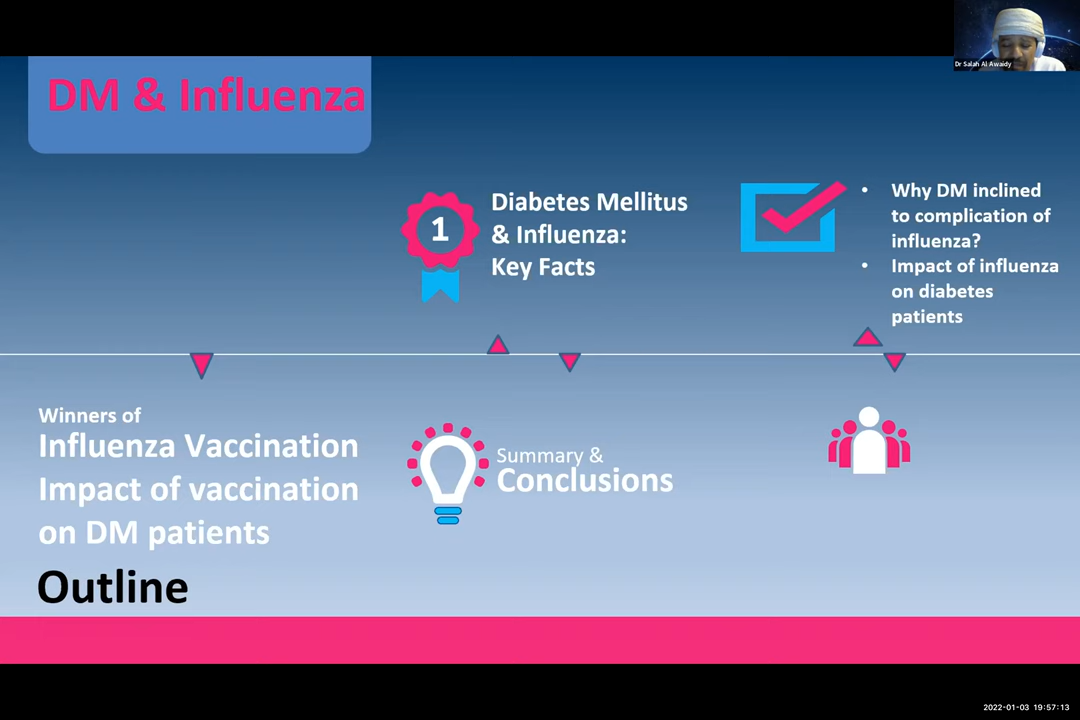 Dr Salah Al Awaidy
DM & Influenza
1
Diabetes Mellitus
& Influenza:
Key Facts
• Why DM inclined
to complication of
influenza?
• Impact of influenza
on diabetes
patients
Winners of
Influenza Vaccination
Impact of vaccination
on DM patients
Summary &
Conclusions
Outline
2022-01-03 19:57:13